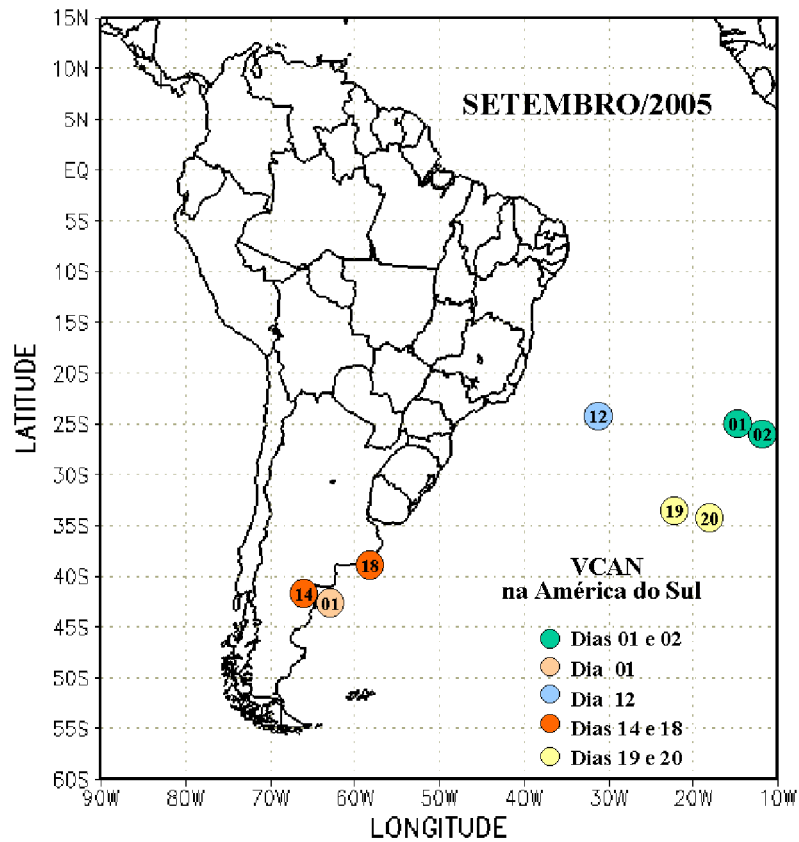 15N
10N
SETEMBRO/2005
5N
EQ
5S
10S
15S
20S
12
01
25S
02
30S
19
20
35S
18
VCAN
40S
na América do Sul
14
01
45S
Dias 01 e 02
Dia 01
50S
Dia 12
Dias 14 e 18
55S
Dias 19 e 20
60S
90W 80W 70W 60W 50W 40W 30W 20W 10W
LONGITUDE
LATITUDE